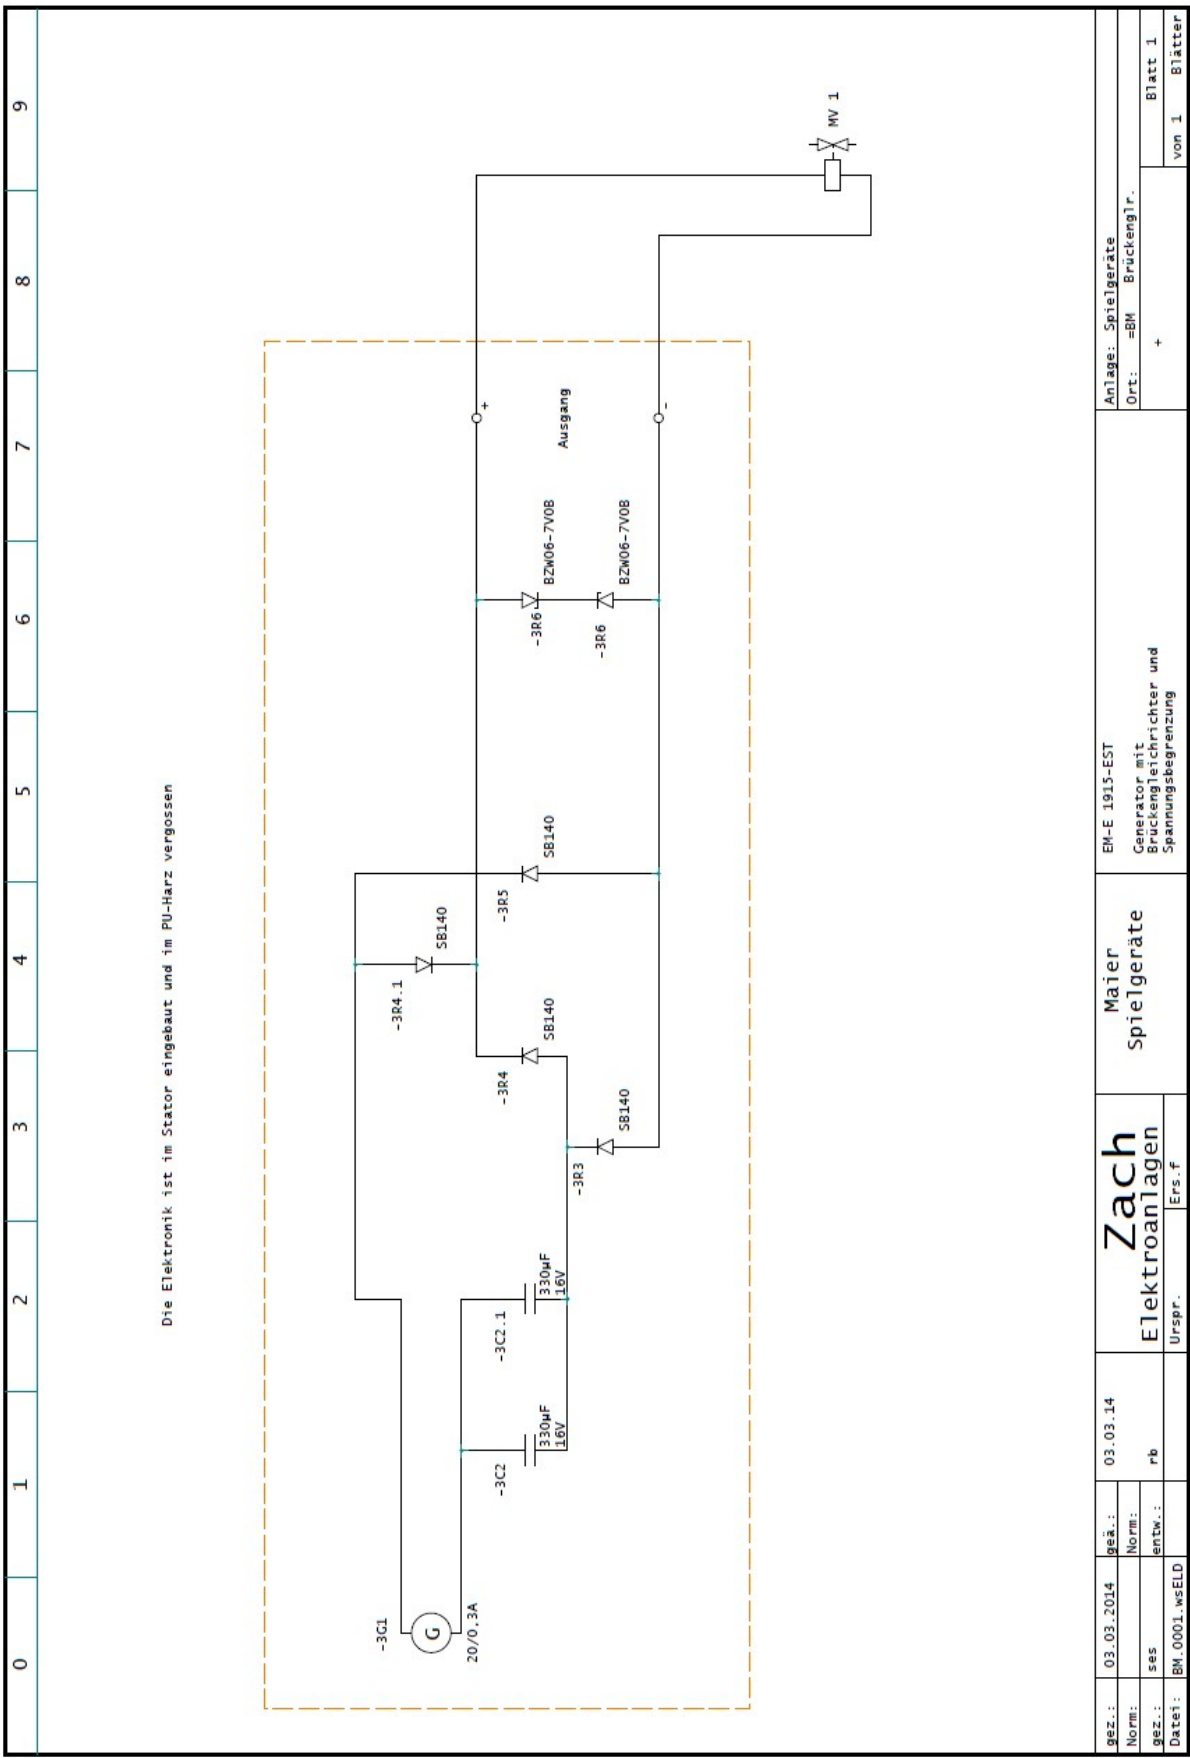 0 1 2 3 4 5 6 7 8 9
Die Elektronik ist im Stator eingebaut und im PU-Harz vergossen
-3G1
G
20/0,3A
-3C2
330µF
16V
-3C2.1
330µF
16V
-3R3
SB140
-3R4
SB140
-3R4.1
SB140
-3R5
SB140
-3R6
BZW06-7V0B
-3R6
BZW06-7V0B
+
Ausgang
-
MV 1
gez.: 03.03.2014
Norm:
gez.: ses
Datei: BM.0001.wsELD
geä.: 03.03.14
Norm:
entw.: rb
Zach
Elektroanlagen
Urspr. Ers.f
Maier
Spielgeräte
EM-E 1915-EST
Generator mit
Brückengleichrichter und
Spannungsbegrenzung
Anlage: Spielgeräte
Ort: =BM Brückenglr.
+
Blatt 1
von 1 Blätter